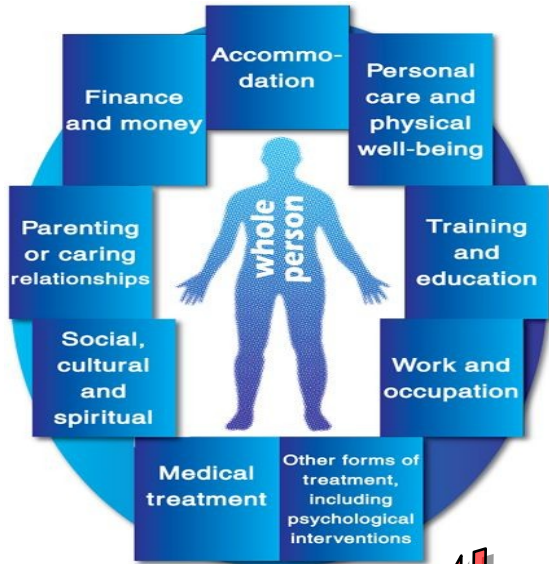 Accommo-
dation
Personal
care and
physical
well-being
Training
and
education
Work and
occupation
Other forms of
treatment,
including
psychological
interventions
Medical
treatment
Social,
cultural
and
spiritual
Parenting
or caring
relationships
Finance
and money
whole
person